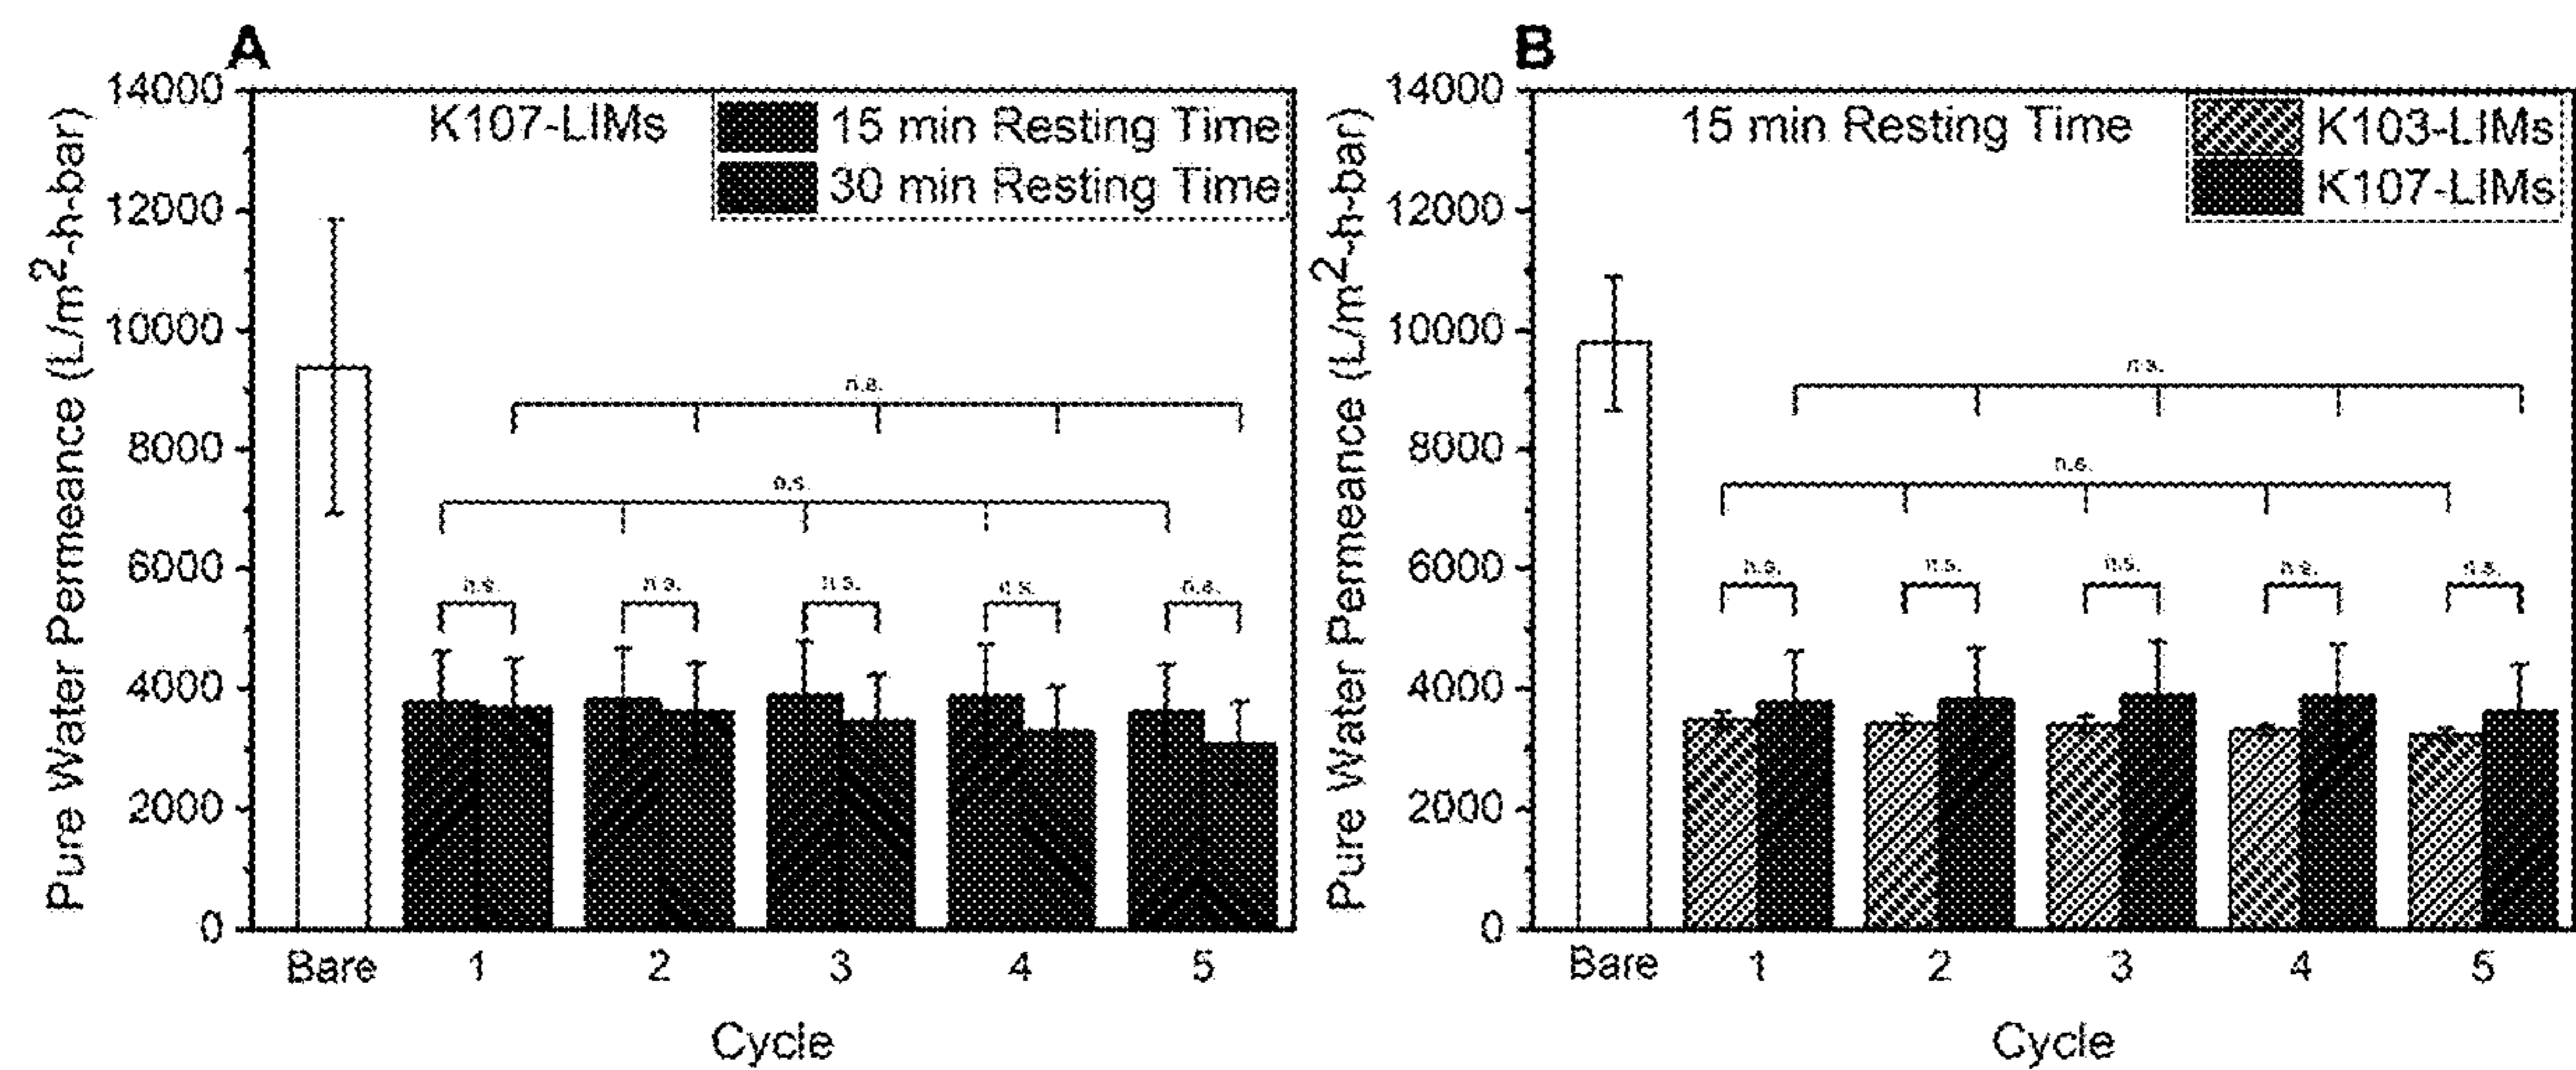 A
K107-LIMs
15 min Resting Time
30 min Resting Time
Pure Water Permeance (L/m²-h-bar)
14000
12000
10000
8000
6000
4000
2000
0
n.s.
n.s.
n.s.
n.s.
n.s.
n.s.
n.s.
Bare 1 2 3 4 5
Cycle
B
15 min Resting Time
K103-LIMs
K107-LIMs
Pure Water Permeance (L/m²-h-bar)
14000
12000
10000
8000
6000
4000
2000
0
n.s.
n.s.
n.s.
n.s.
n.s.
n.s.
n.s.
Bare 1 2 3 4 5
Cycle